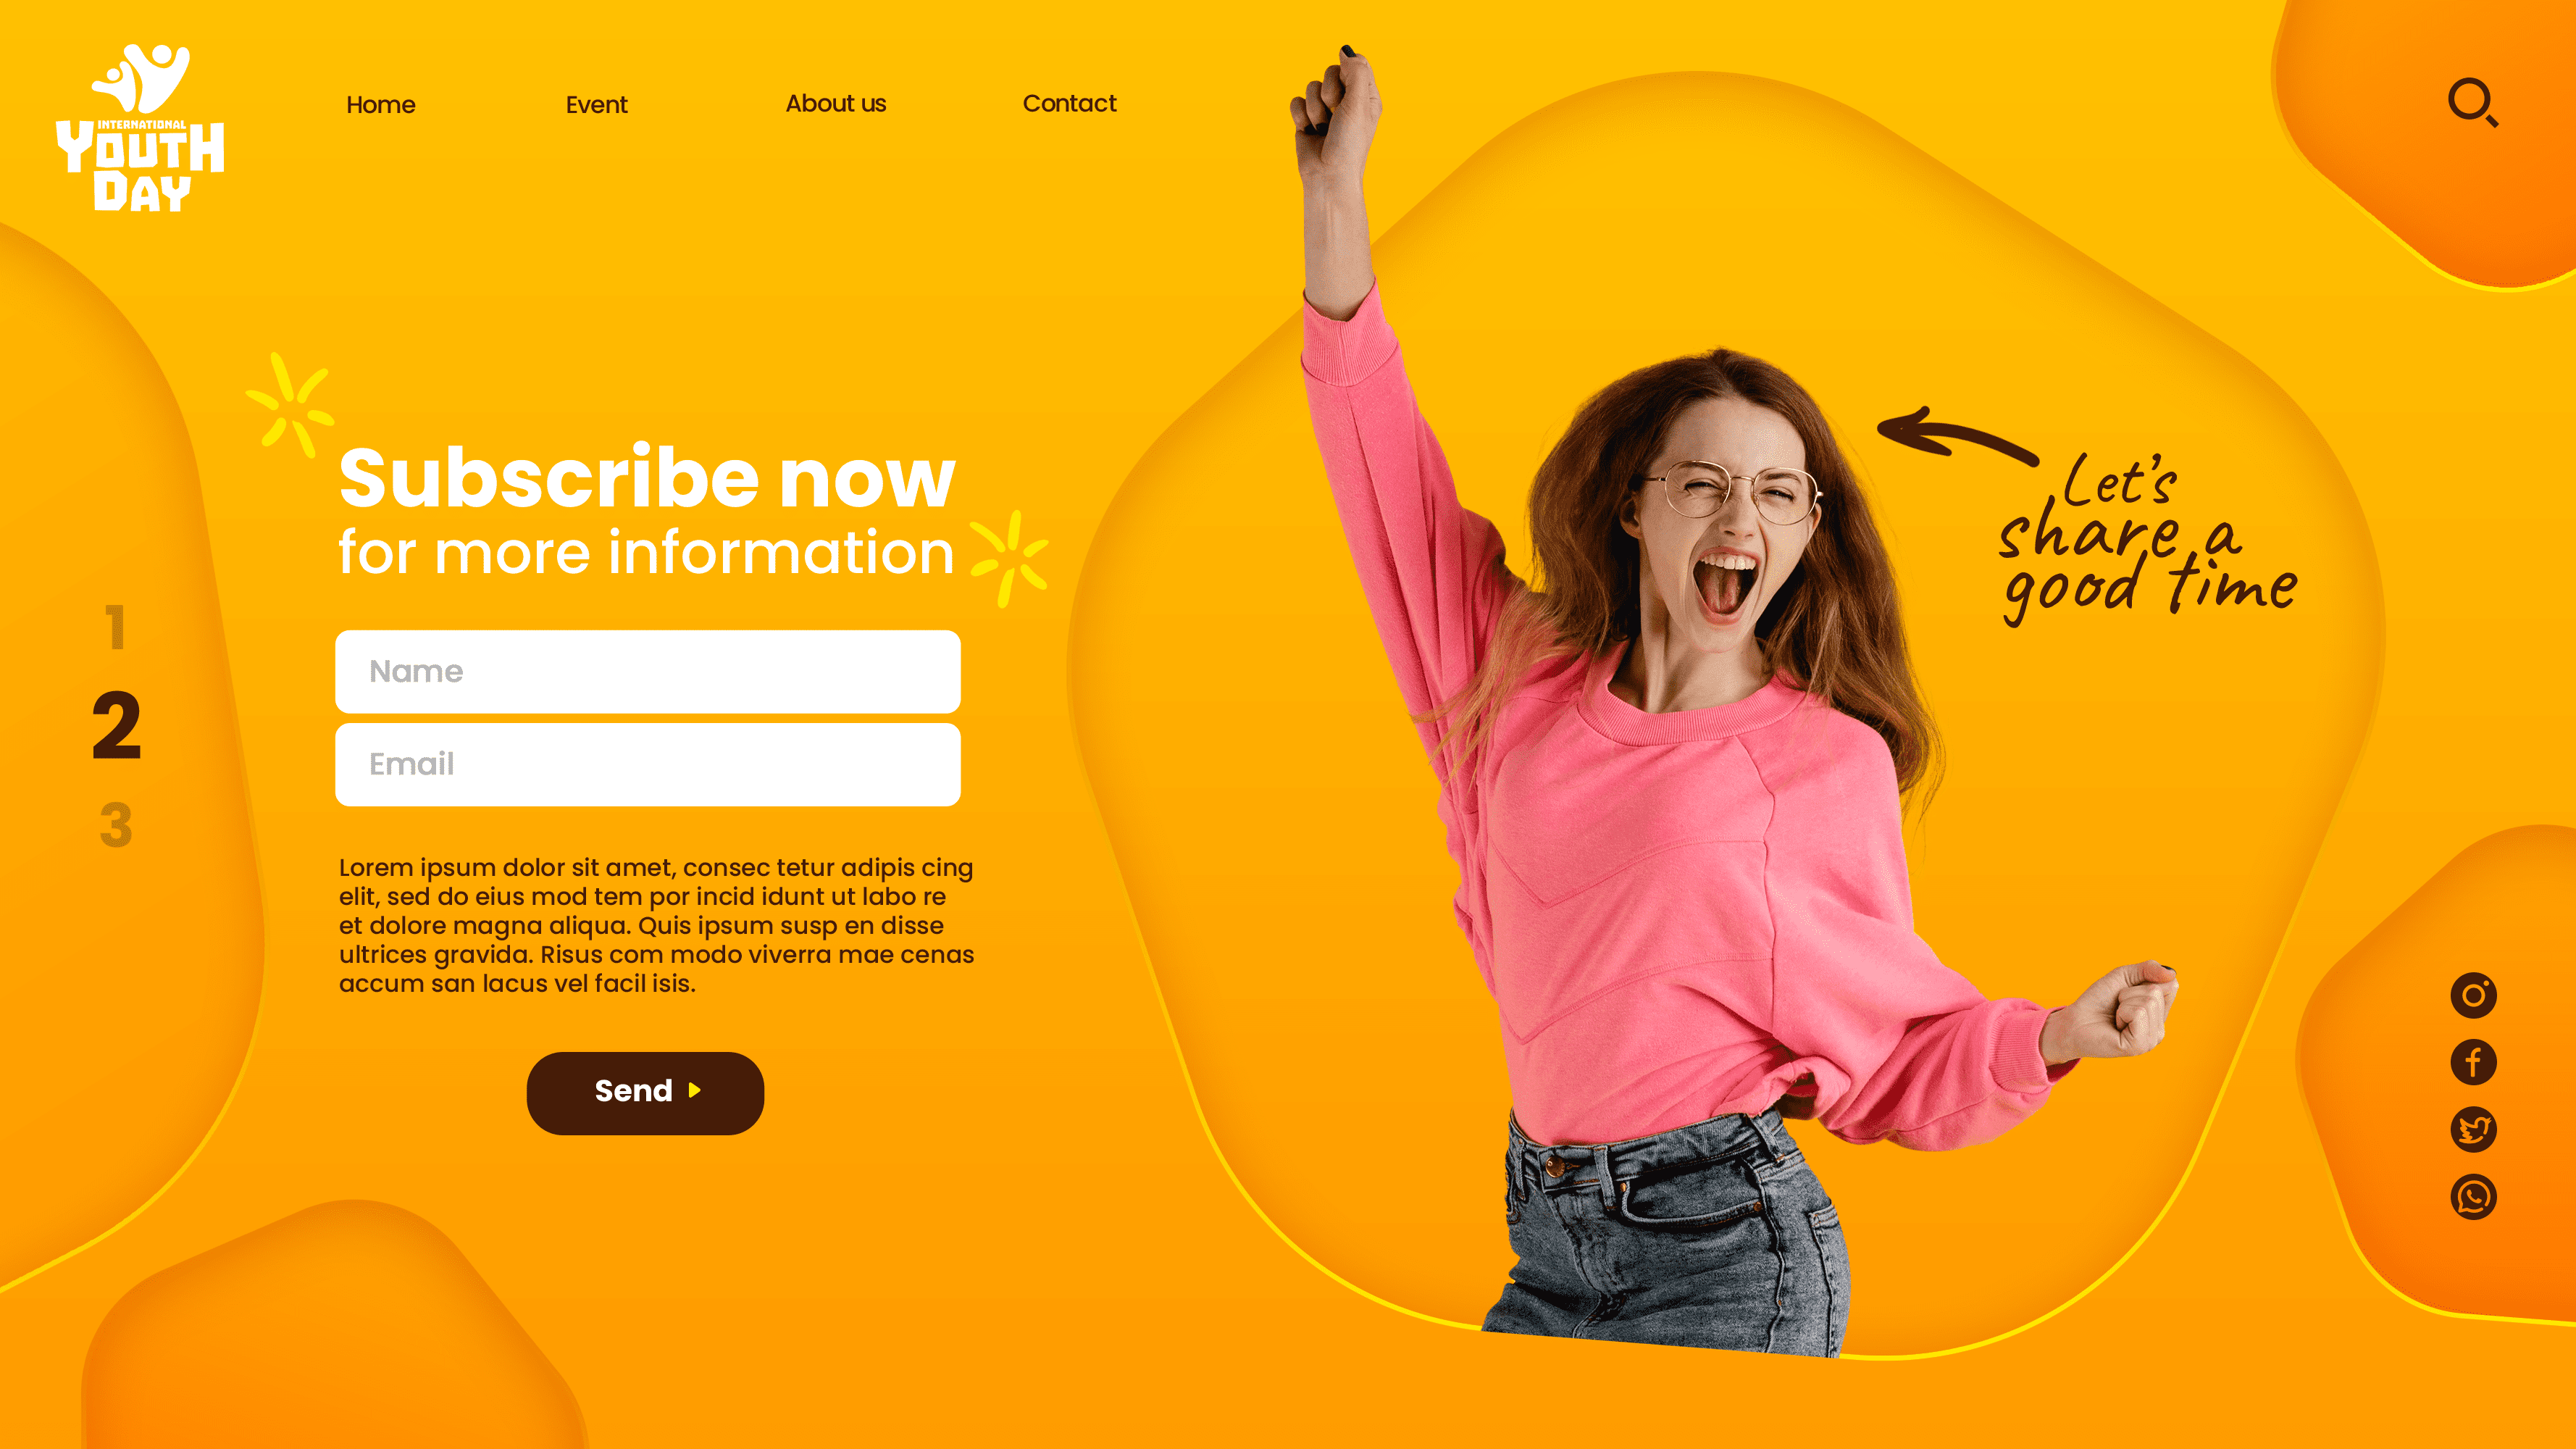 INTERNATIONAL
YOUTH
DAY
Home
Event
About us
Contact
Subscribe now
for more information
1
2
3
Name
Email
Lorem ipsum dolor sit amet, consec tetur adipis cing
elit, sed do eius mod tem por incid idunt ut labo re
et dolore magna aliqua. Quis ipsum susp en disse
ultrices gravida. Risus com modo viverra mae cenas
accum san lacus vel facil isis.
Send
Let's
share a
good time